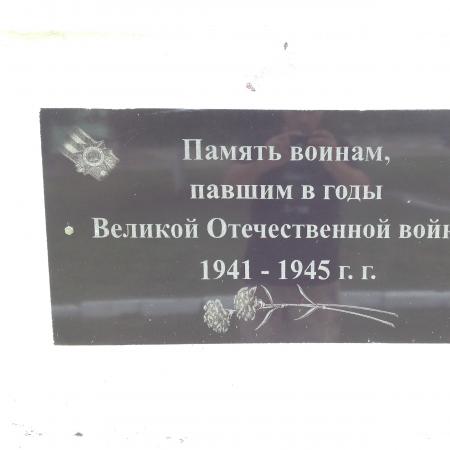 Память воинам,
павшим в годы
Великой Отечественной
1941 - 1945 г. г.